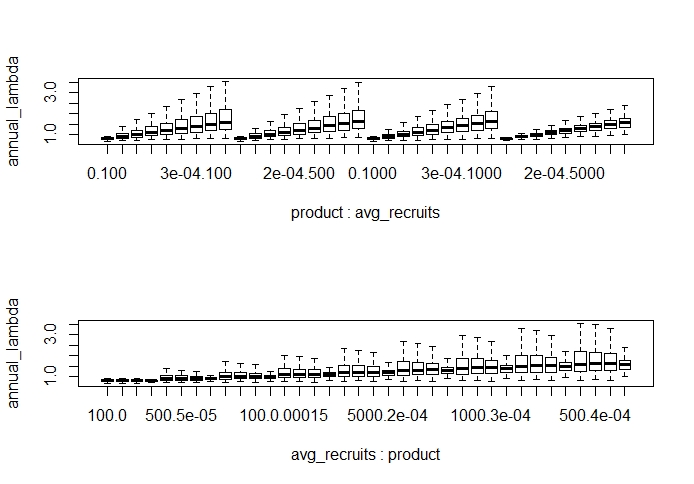 annual_lambda
3.0
1.0
0.100 3e-04.100 2e-04.500 0.1000 3e-04.1000 2e-04.5000
product : avg_recruits
annual_lambda
3.0
1.0
100.0 500.5e-05 100.0.00015 5000.2e-04 1000.3e-04 500.4e-04
avg_recruits : product